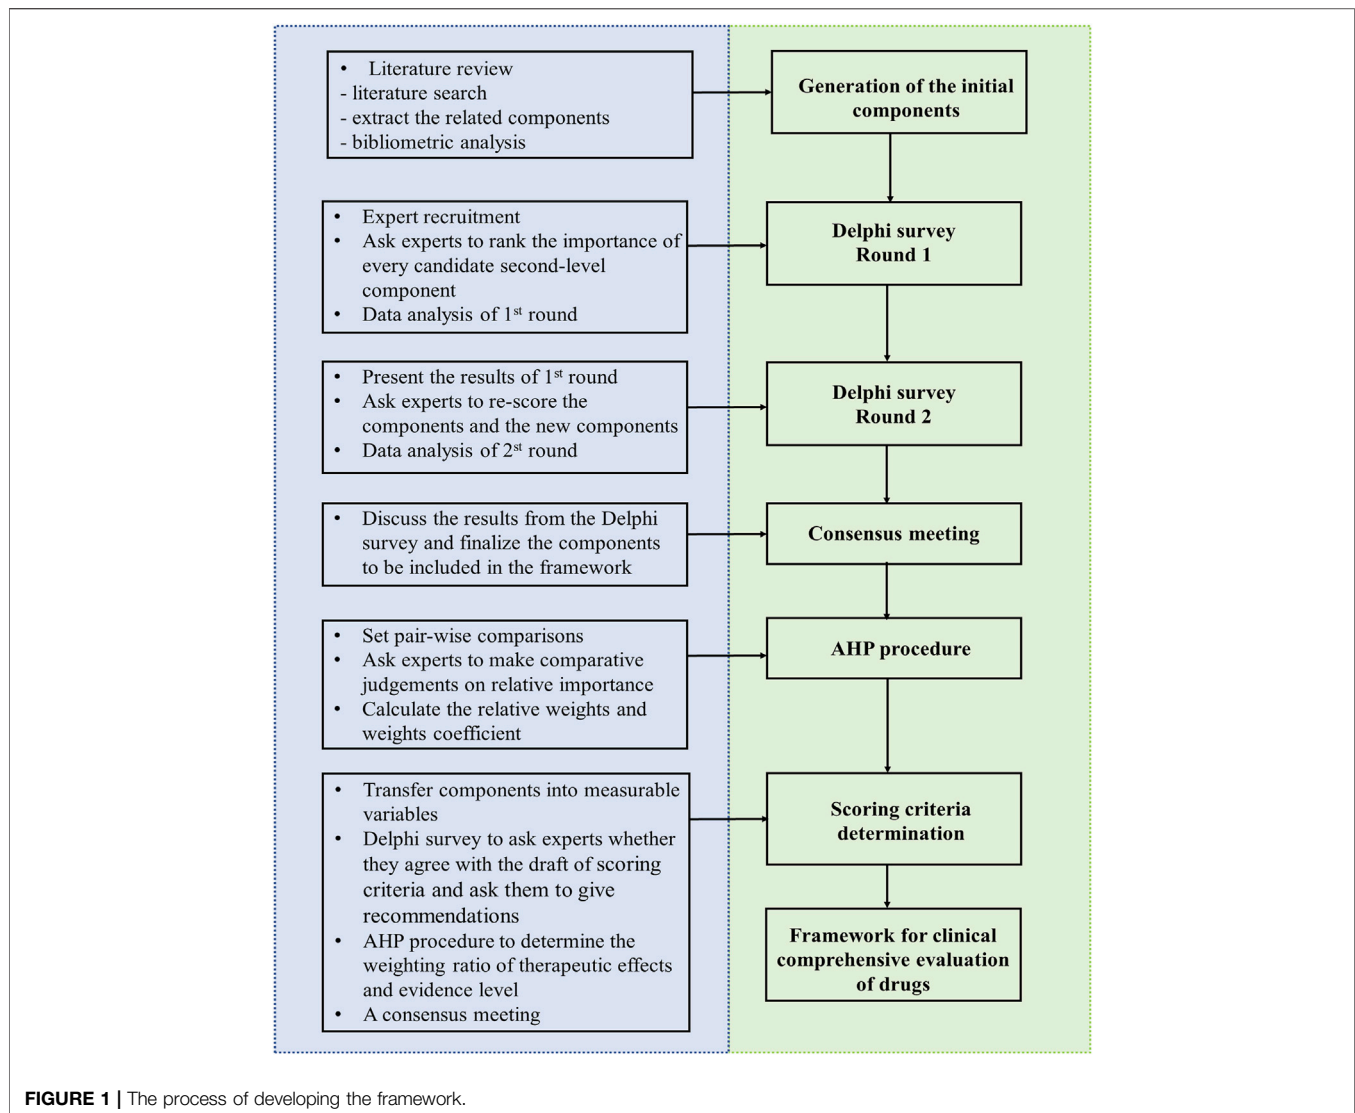 • Literature review
- literature search
- extract the related components
- bibliometric analysis
Generation of the initial
components
• Expert recruitment
• Ask experts to rank the importance of
every candidate second-level
component
• Data analysis of 1st round
Delphi survey
Round 1
• Present the results of 1st round
• Ask experts to re-score the
components and the new components
• Data analysis of 2st round
Delphi survey
Round 2
• Discuss the results from the Delphi
survey and finalize the components
to be included in the framework
Consensus meeting
• Set pair-wise comparisons
• Ask experts to make comparative
judgements on relative importance
• Calculate the relative weights and
weights coefficient
AHP procedure
• Transfer components into measurable
variables
• Delphi survey to ask experts whether
they agree with the draft of scoring
criteria and ask them to give
recommendations
• AHP procedure to determine the
weighting ratio of therapeutic effects
and evidence level
• A consensus meeting
Scoring criteria
determination
Framework for clinical
comprehensive evaluation
of drugs
FIGURE 1 | The process of developing the framework.